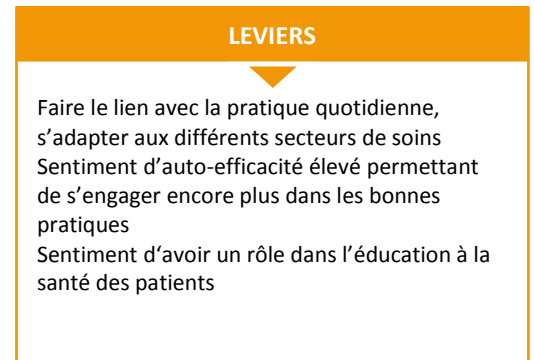 LEVIERS
Faire le lien avec la pratique quotidienne,
s’adapter aux différents secteurs de soins
Sentiment d’auto-efficacité élevé permettant
de s’engager encore plus dans les bonnes
pratiques
Sentiment d‘avoir un rôle dans l’éducation à la
santé des patients